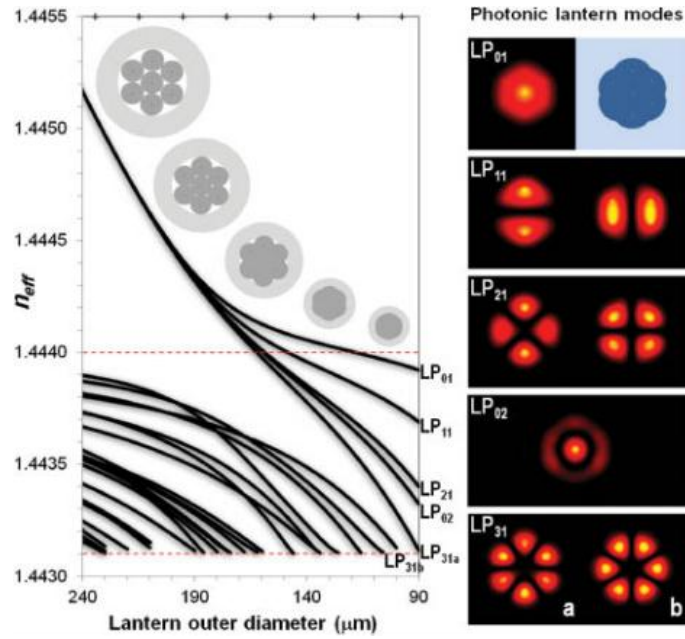 1.4455
1.4450
1.4445
1.4440
1.4435
1.4430
n_eff
240
190
140
90
Lantern outer diameter (μm)
LP₀₁
LP₁₁
LP₂₁
LP₀₂
LP₃₁ₐ
LP₃₁b
Photonic lantern modes
LP₀₁
LP₁₁
LP₂₁
LP₀₂
LP₃₁
a
b